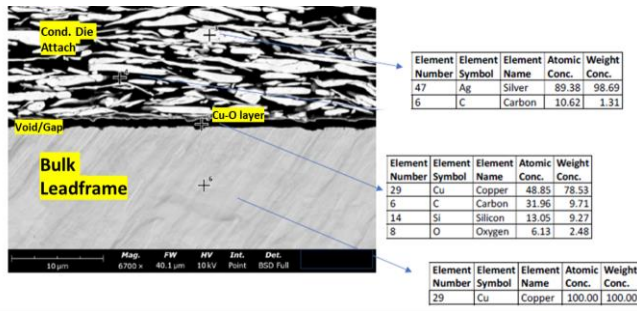 Cond. Die
Attach
Cu-O layer
Void/Gap
Bulk
Leadframe
6
10 µm
Mag. FW HV Int. Det.
6700 x 40.1 µm 10 kV Point BSD Full
Element Element Element Atomic Weight
Number Symbol Name Conc. Conc.
47 Ag Silver 89.38 98.69
6 C Carbon 10.62 1.31
Element Element Element Atomic Weight
Number Symbol Name Conc. Conc.
29 Cu Copper 48.85 78.53
6 C Carbon 31.96 9.71
14 Si Silicon 13.05 9.27
8 O Oxygen 6.13 2.48
Element Element Element Atomic Weight
Number Symbol Name Conc. Conc.
29 Cu Copper 100.00 100.00